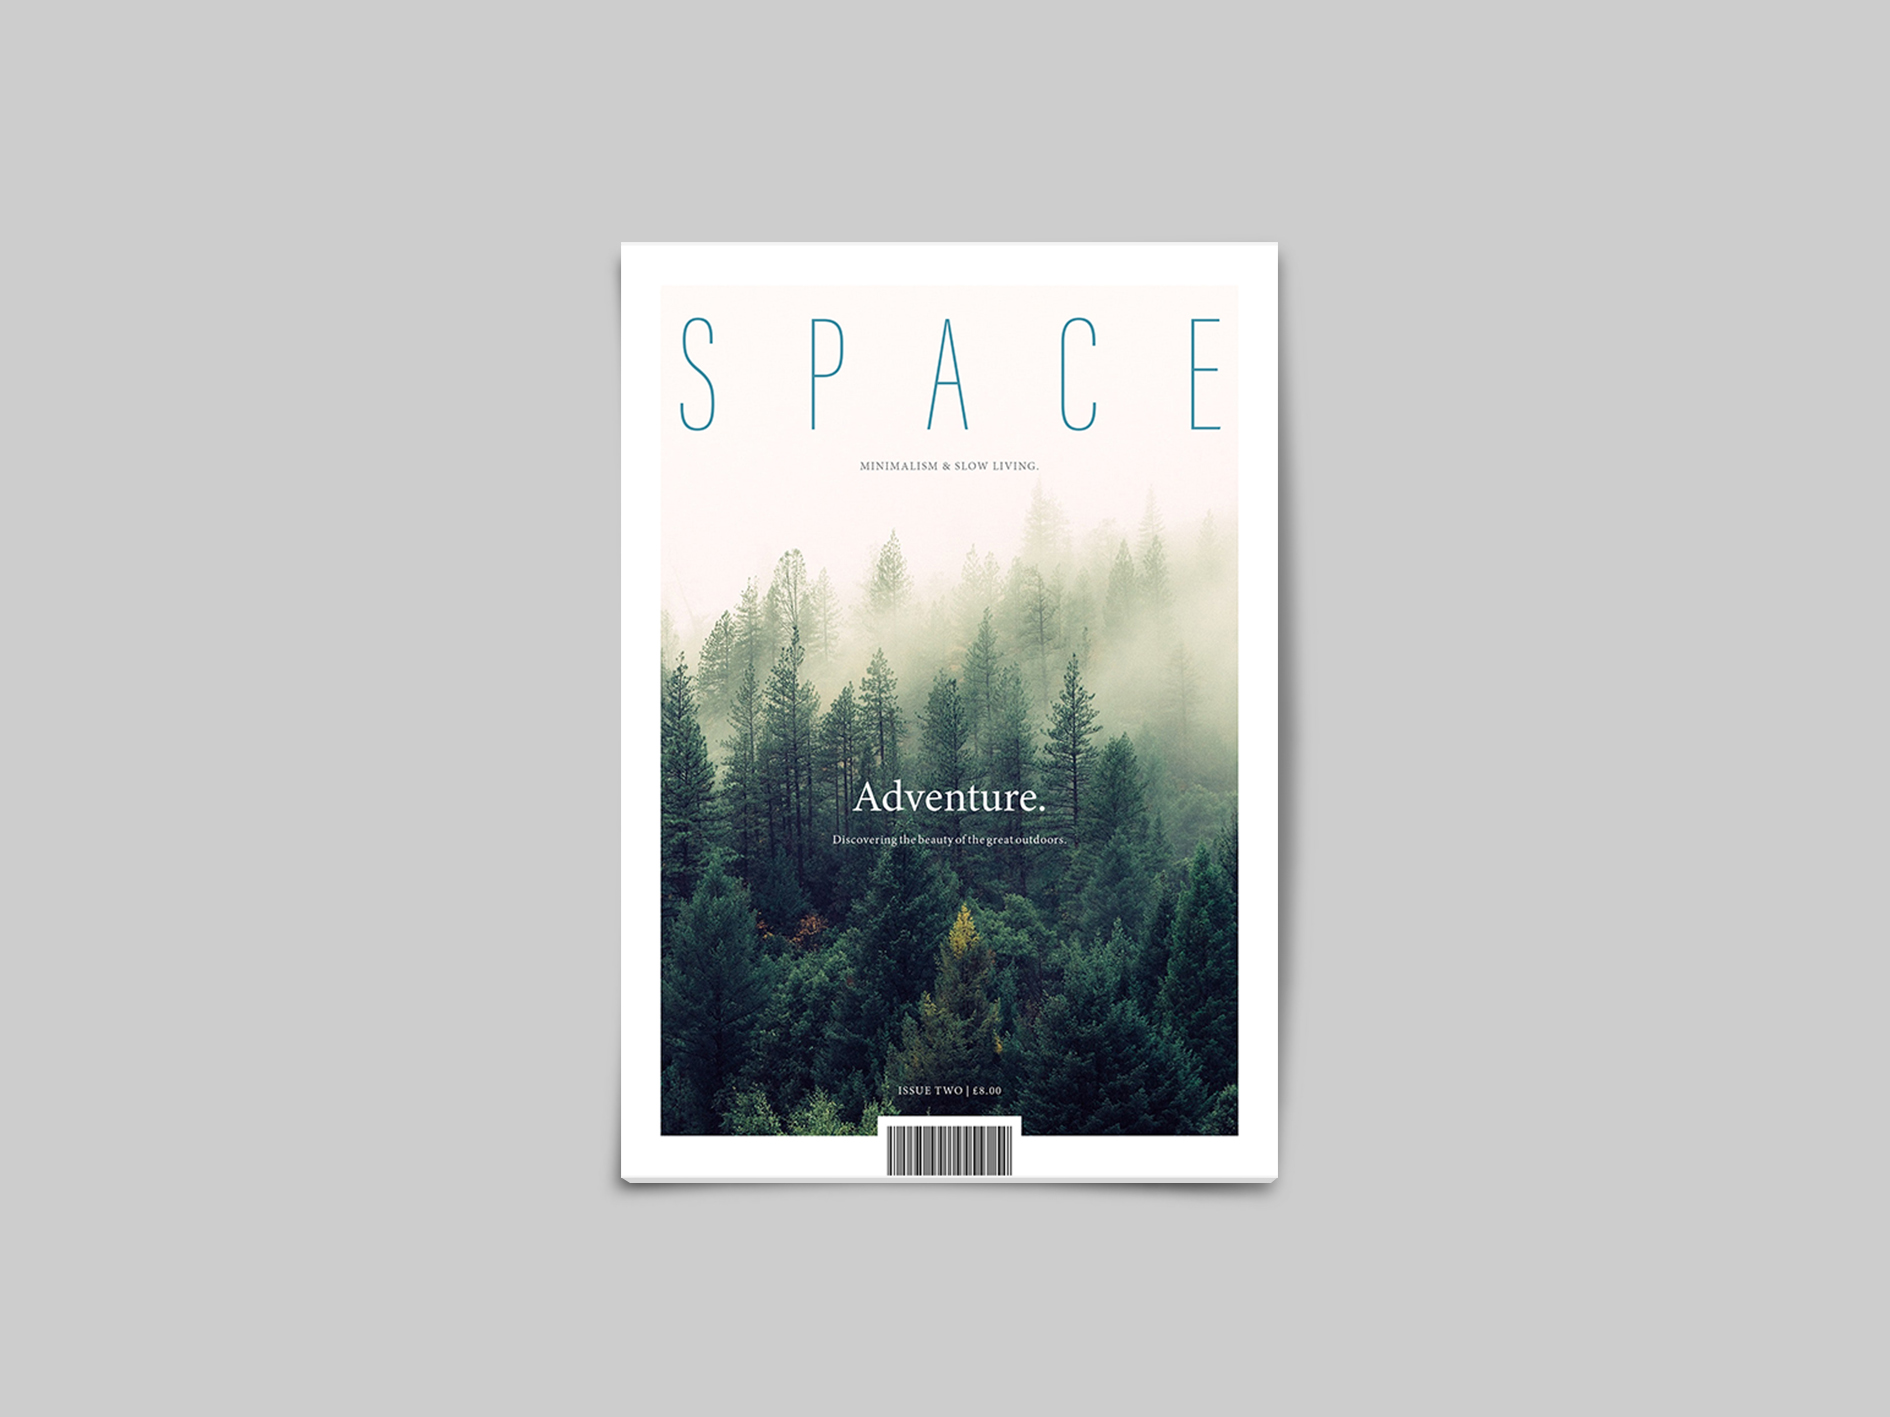 SPACE
MINIMALISM & SLOW LIVING.
Adventure.
Discovering the beauty of the great outdoors.
ISSUE TWO | £8.00